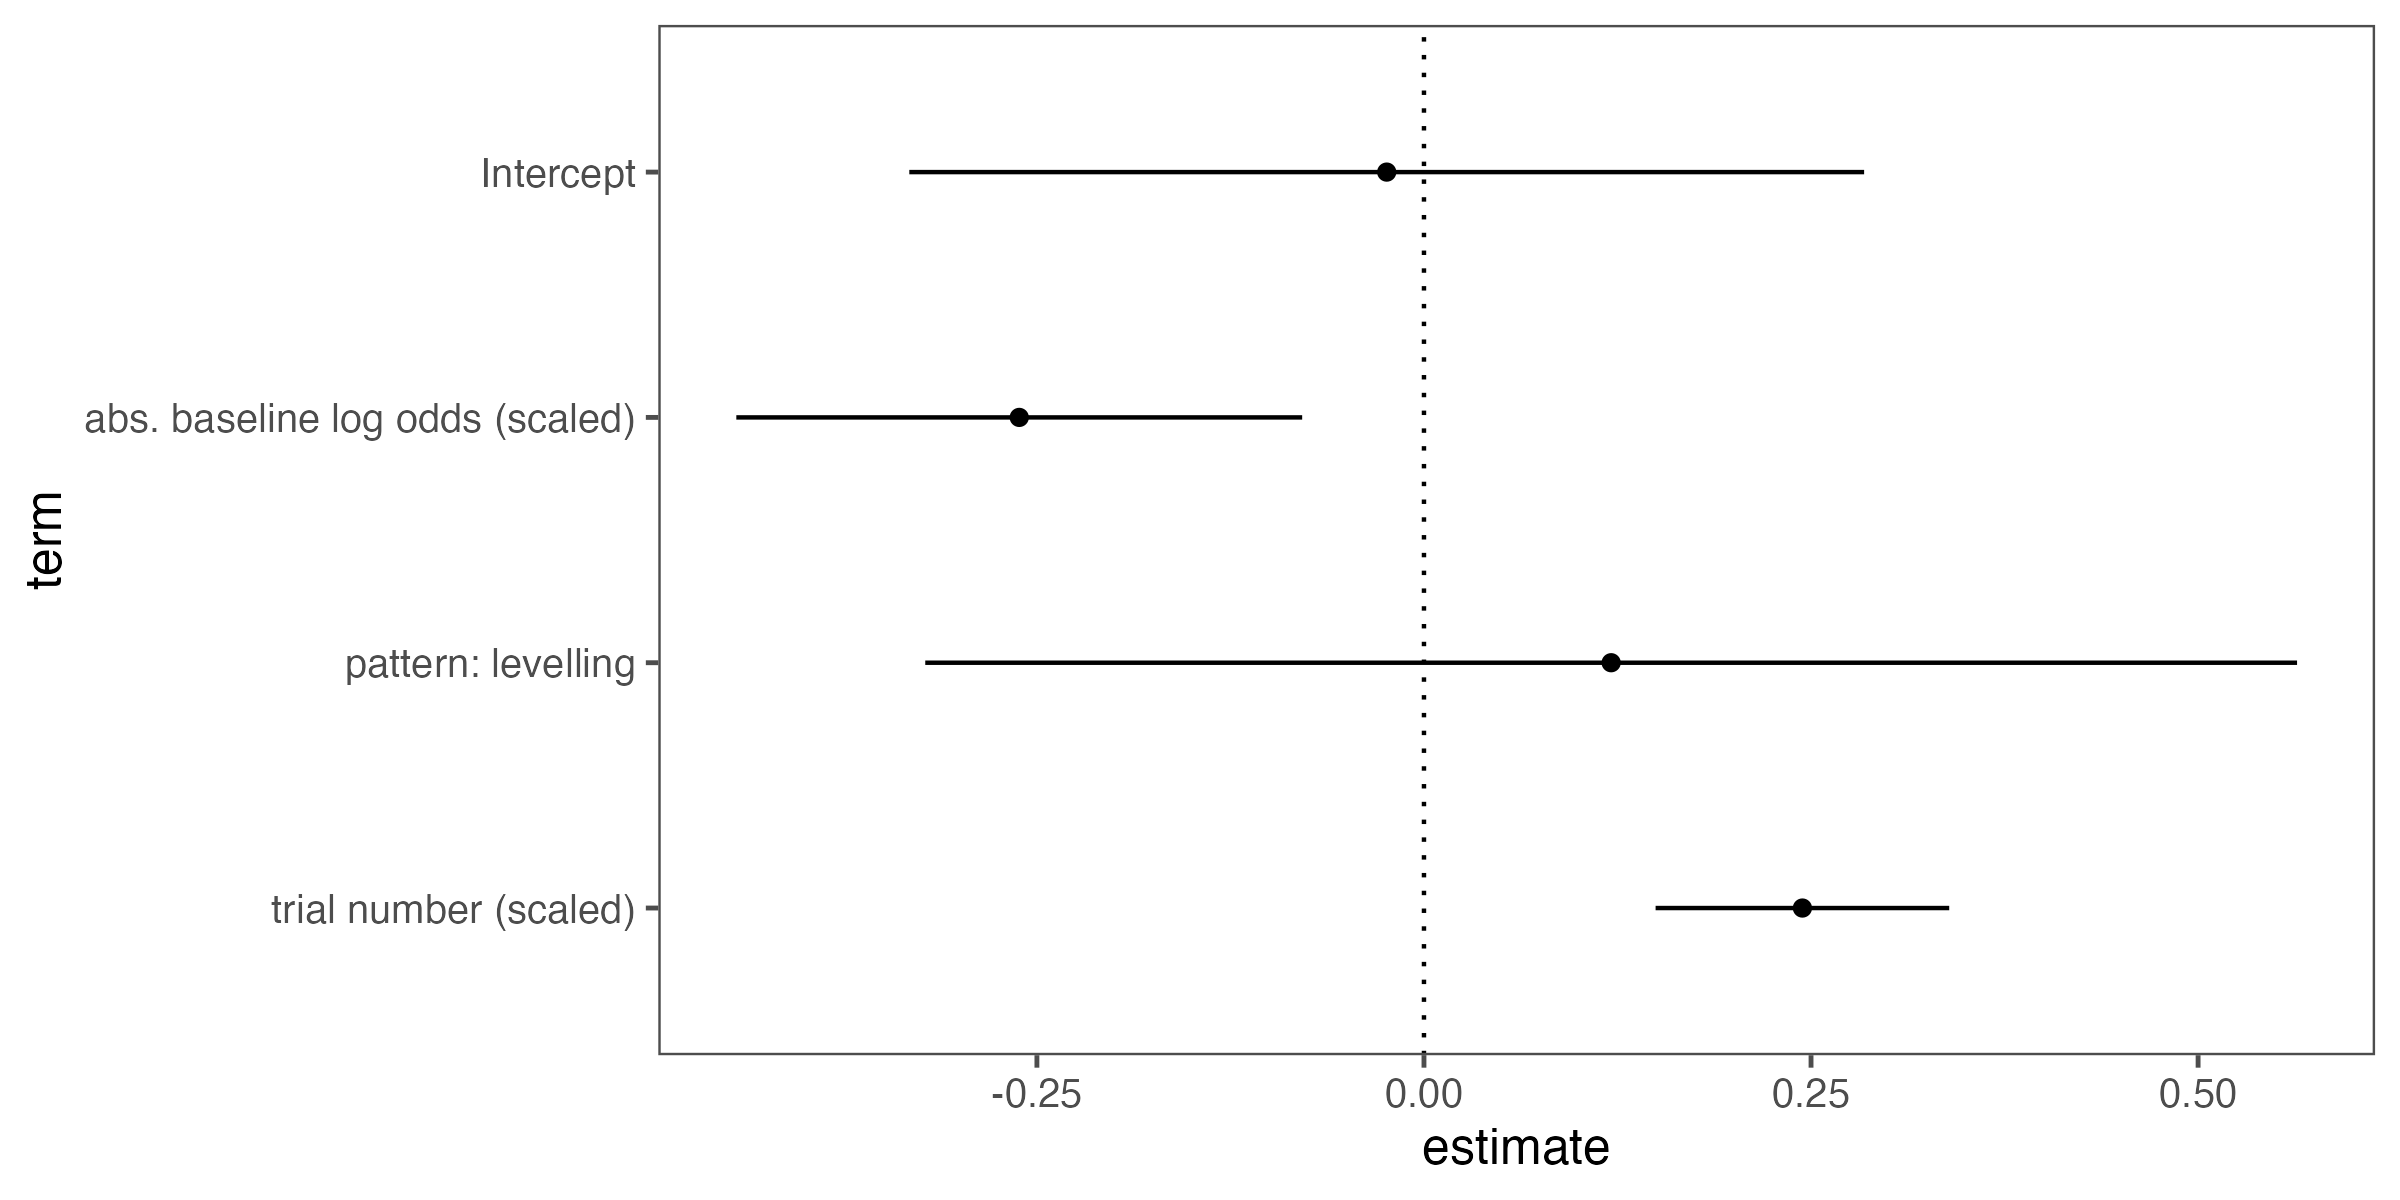 term
Intercept
abs. baseline log odds (scaled)
pattern: levelling
trial number (scaled)
-0.25 0.00 0.25 0.50
estimate